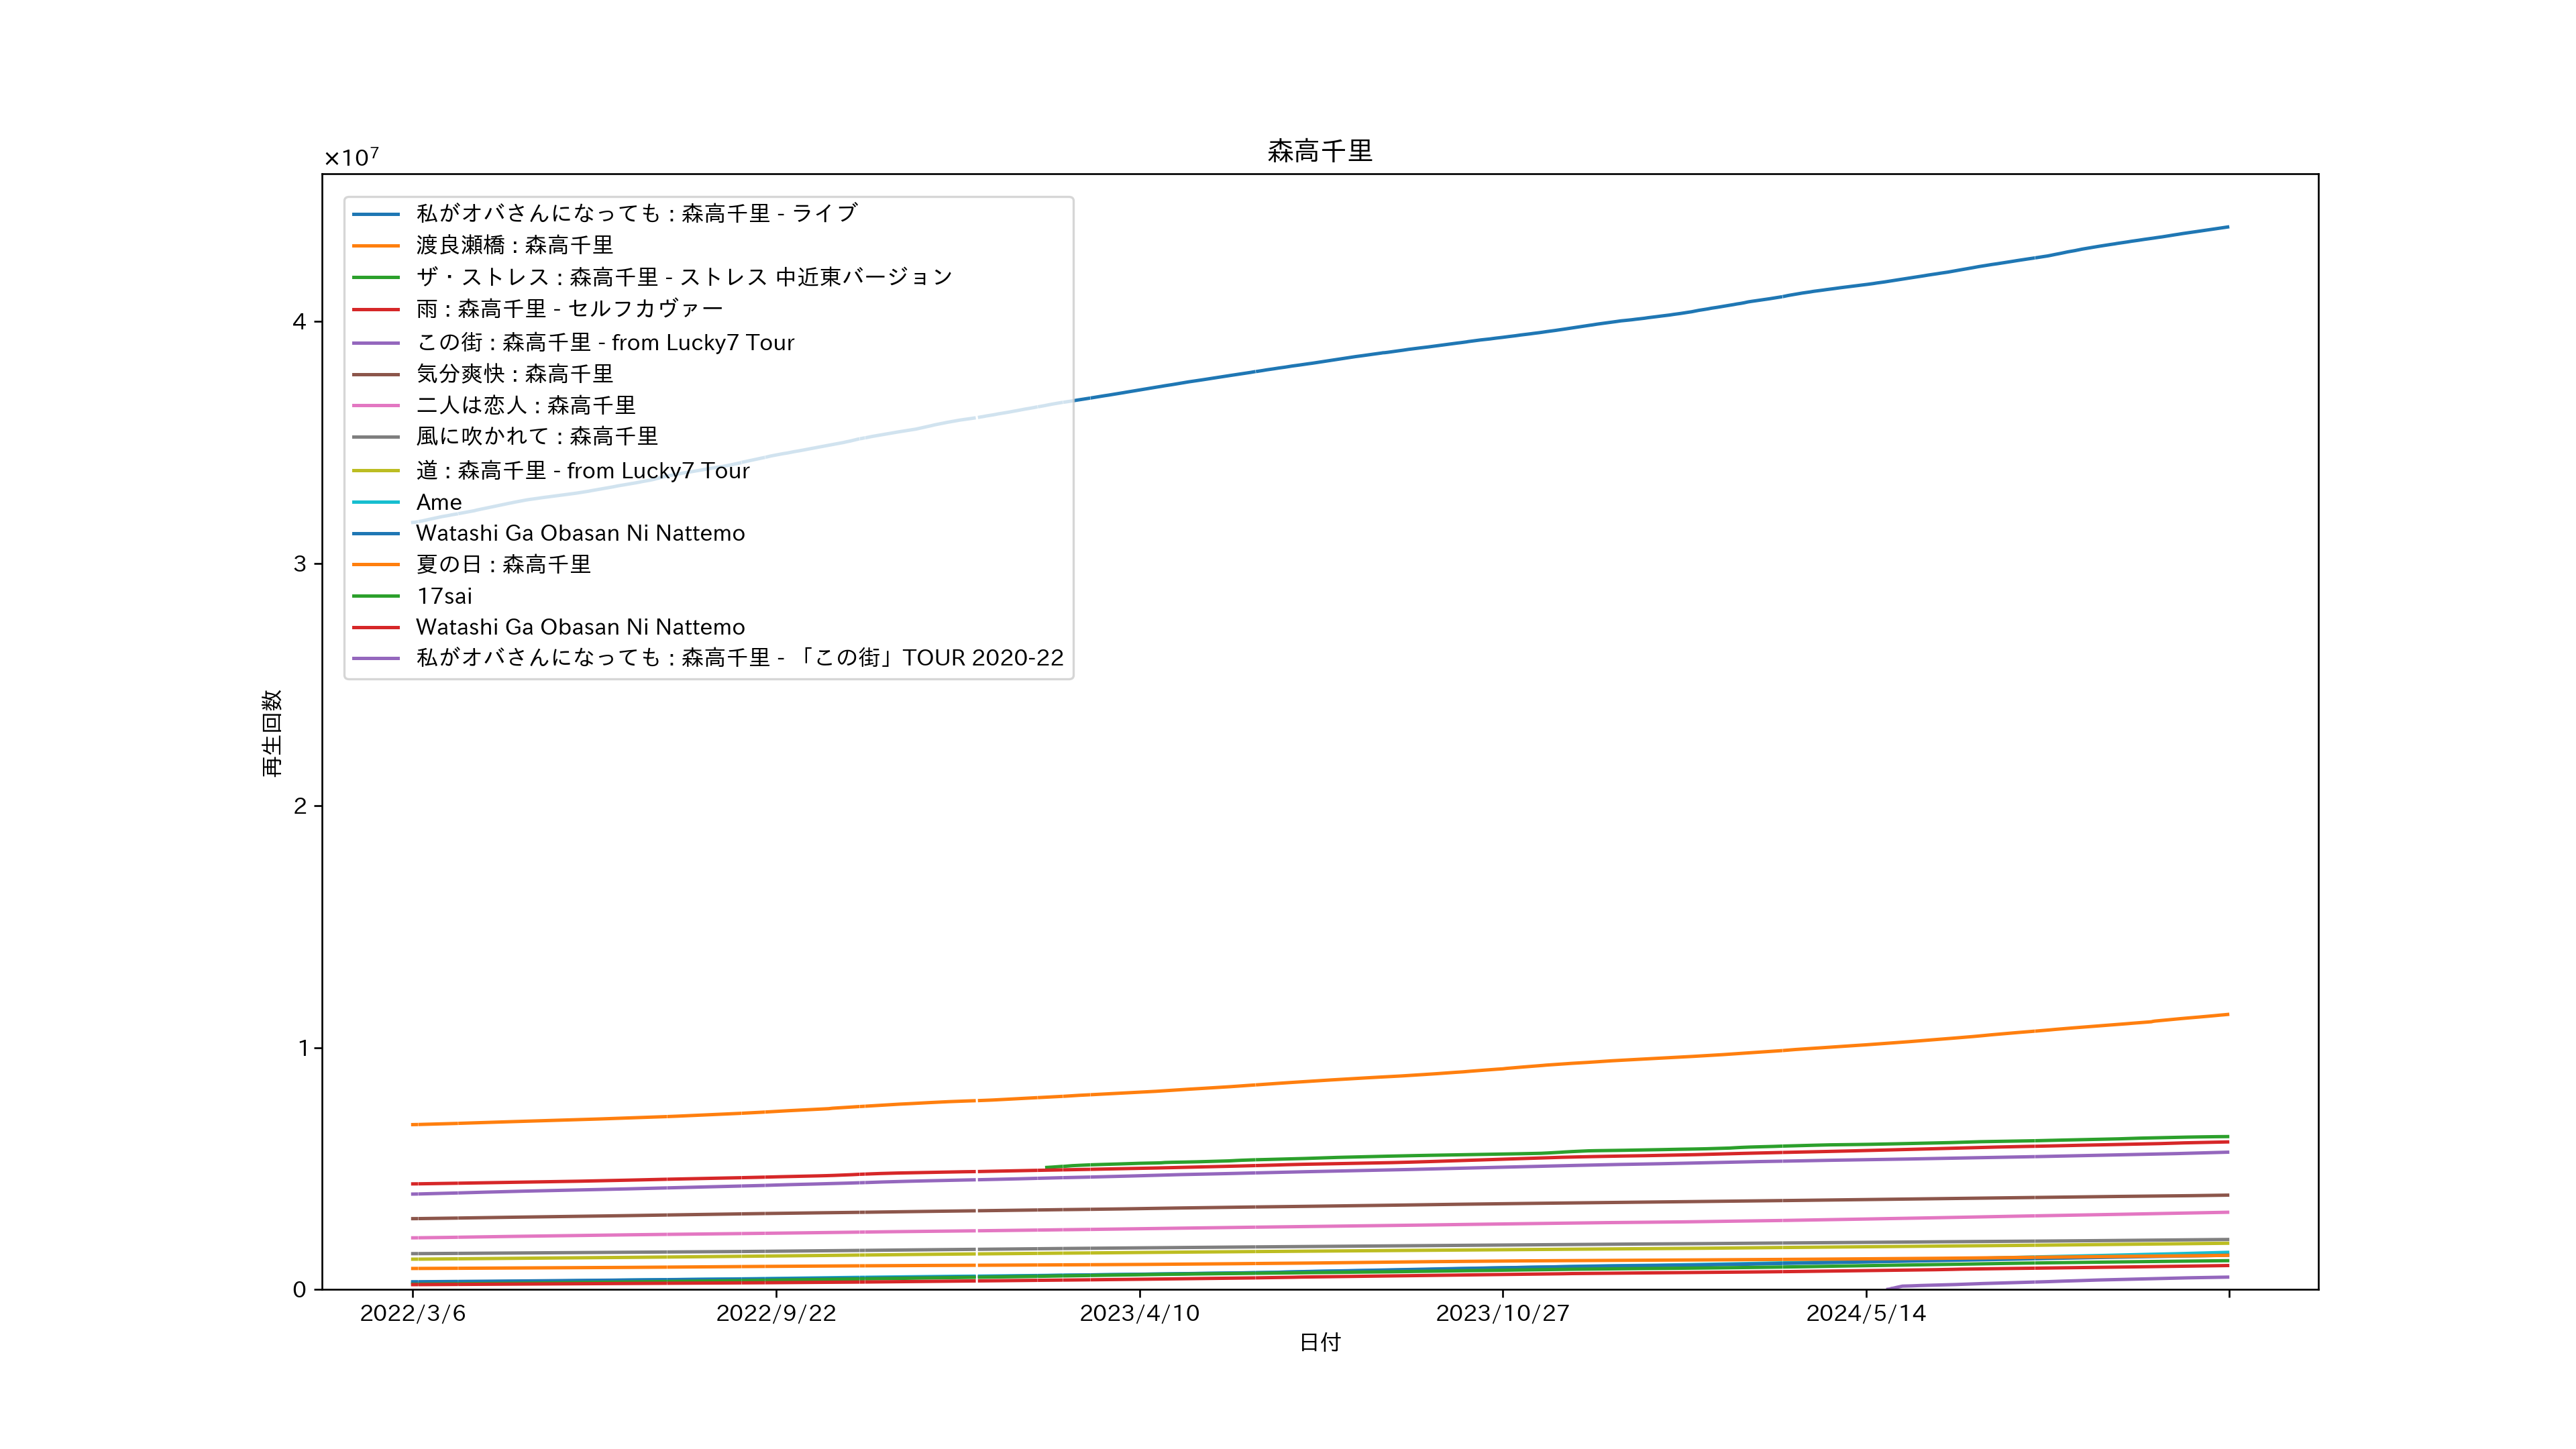 森高千里
×10⁷
私がオバさんになっても : 森高千里 - ライブ
渡良瀬橋 : 森高千里
ザ・ストレス : 森高千里 - ストレス 中近東バージョン
雨 : 森高千里 - セルフカヴァー
この街 : 森高千里 - from Lucky7 Tour
気分爽快 : 森高千里
二人は恋人 : 森高千里
風に吹かれて : 森高千里
道 : 森高千里 - from Lucky7 Tour
Ame
Watashi Ga Obasan Ni Nattemo
夏の日 : 森高千里
17sai
Watashi Ga Obasan Ni Nattemo
私がオバさんになっても : 森高千里 - 「この街」TOUR 2020-22
4
3
2
1
0
再生回数
2022/3/6
2022/9/22
2023/4/10
2023/10/27
2024/5/14
日付